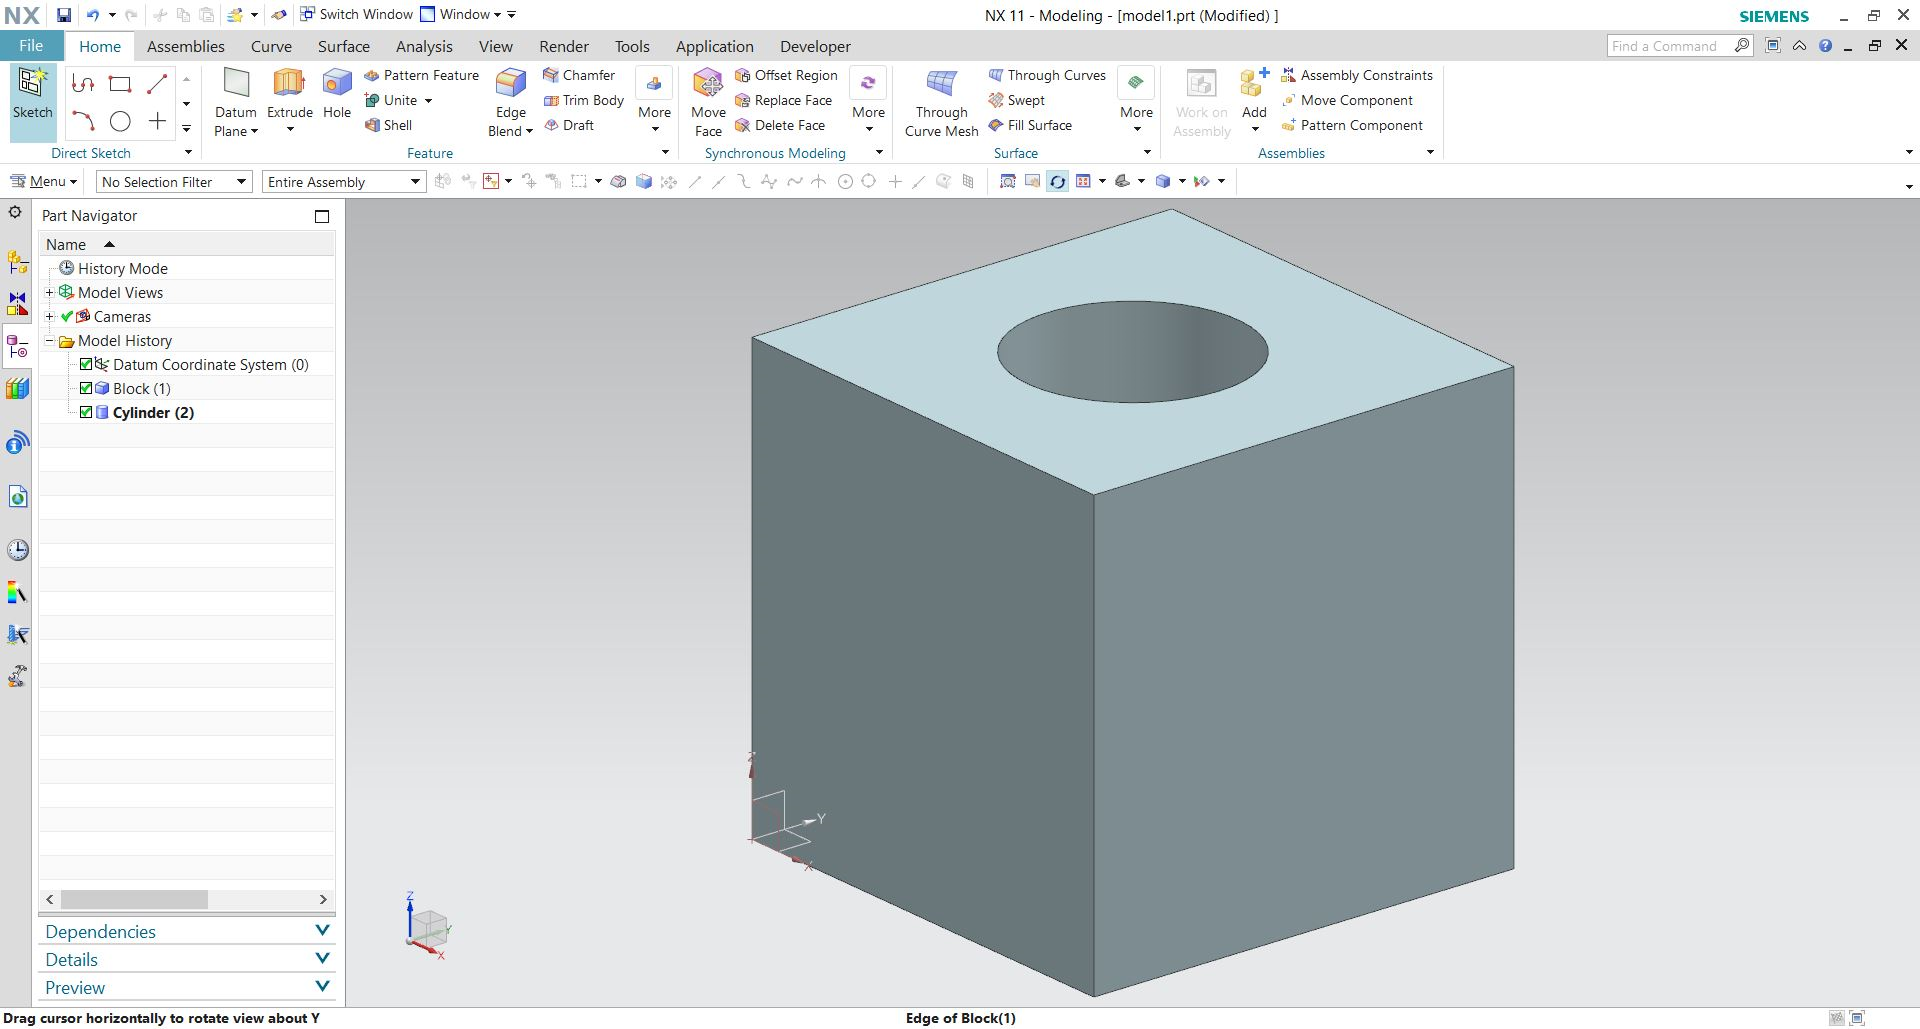 NX Switch Window Window NX 11 - Modeling - [model1.prt (Modified) ] SIEMENS
File Home Assemblies Curve Surface Analysis View Render Tools Application Developer Find a Command
Sketch
Direct Sketch
Datum
Plane
Extrude
Hole
Pattern Feature
Unite
Shell
Edge
Blend
Chamfer
Trim Body
Draft
More
Feature
Move
Face
Offset Region
Replace Face
Delete Face
More
Synchronous Modeling
Through
Curve Mesh
Through Curves
Swept
Fill Surface
More
Surface
Work on
Assembly
Add
Assembly Constraints
Move Component
Pattern Component
Assemblies
Menu No Selection Filter Entire Assembly
Part Navigator
Name
History Mode
Model Views
Cameras
Model History
Datum Coordinate System (0)
Block (1)
Cylinder (2)
Dependencies
Details
Preview
Z
Y
X
Z
Y
X
Drag cursor horizontally to rotate view about Y Edge of Block(1)